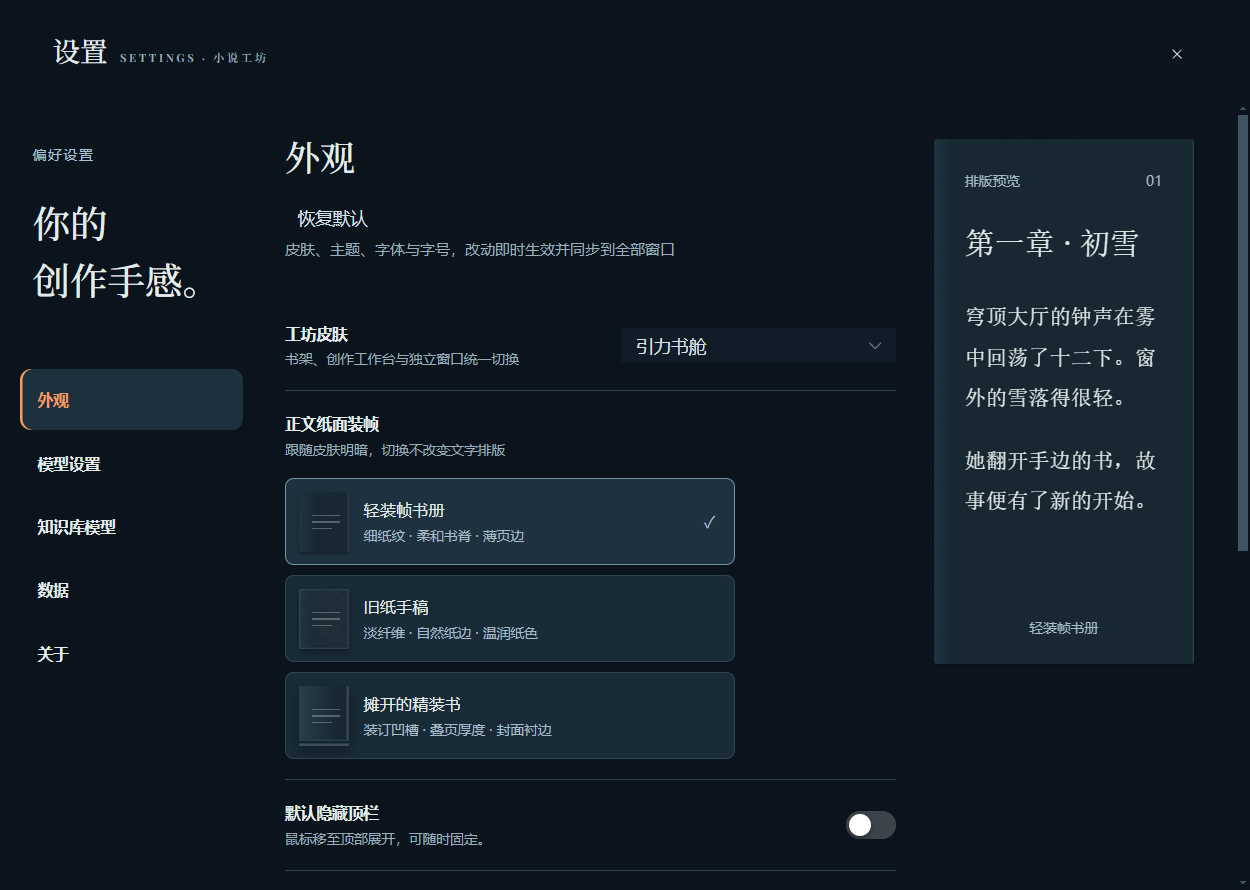 设置 SETTINGS · 小说工坊
×
偏好设置
你的
创作手感。
外观
模型设置
知识库模型
数据
关于
外观
恢复默认
皮肤、主题、字体与字号，改动即时生效并同步到全部窗口
工坊皮肤
书架、创作工作台与独立窗口统一切换
引力书舱
正文纸面装帧
跟随皮肤明暗，切换不改变文字排版
轻装帧书册
细纸纹 · 柔和书脊 · 薄页边
✓
旧纸手稿
淡纤维 · 自然纸边 · 温润纸色
摊开的精装书
装订凹槽 · 叠页厚度 · 封面衬边
默认隐藏顶栏
鼠标移至顶部展开，可随时固定。
排版预览 01
第一章 · 初雪
穹顶大厅的钟声在雾
中回荡了十二下。窗
外的雪落得很轻。
她翻开手边的书，故
事便有了新的开始。
轻装帧书册